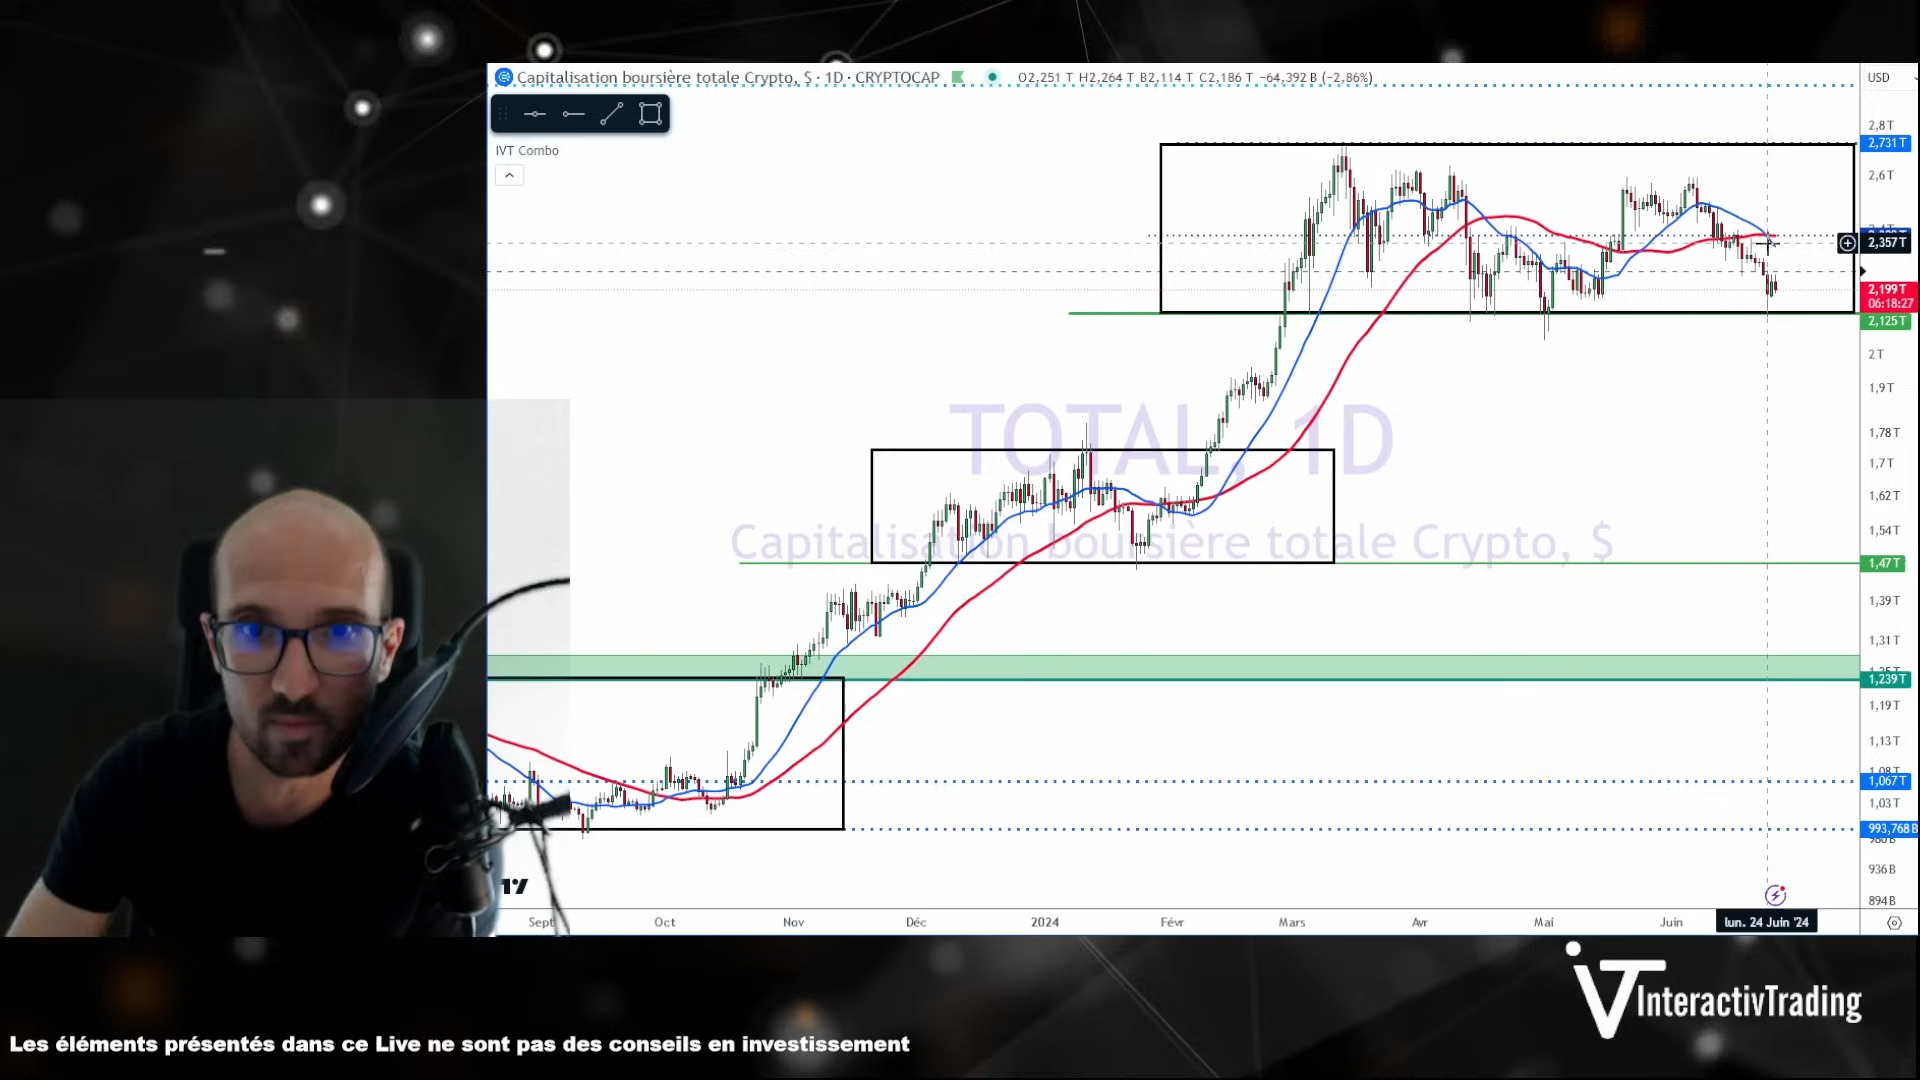 Capitalisation boursière totale Crypto, $ · 1D · CRYPTOCAP O2,251 T H2,264 T B2,114 T C2,186 T −64,392 B (−2,86%)
USD
IVT Combo
2,8 T
2,731 T
2,6 T
2,357 T
2,199 T
06:18:27
2,125 T
2 T
1,9 T
TOTAL, 1D
1,78 T
1,7 T
1,62 T
1,54 T
Capitalisation boursière totale Crypto, $
1,47 T
1,39 T
1,31 T
1,239 T
1,19 T
1,13 T
1,067 T
1,03 T
993,768 B
936 B
894 B
Sept Oct Nov Déc 2024 Févr Mars Avr Mai Juin lun. 24 Juin '24
InteractivTrading
Les éléments présentés dans ce Live ne sont pas des conseils en investissement